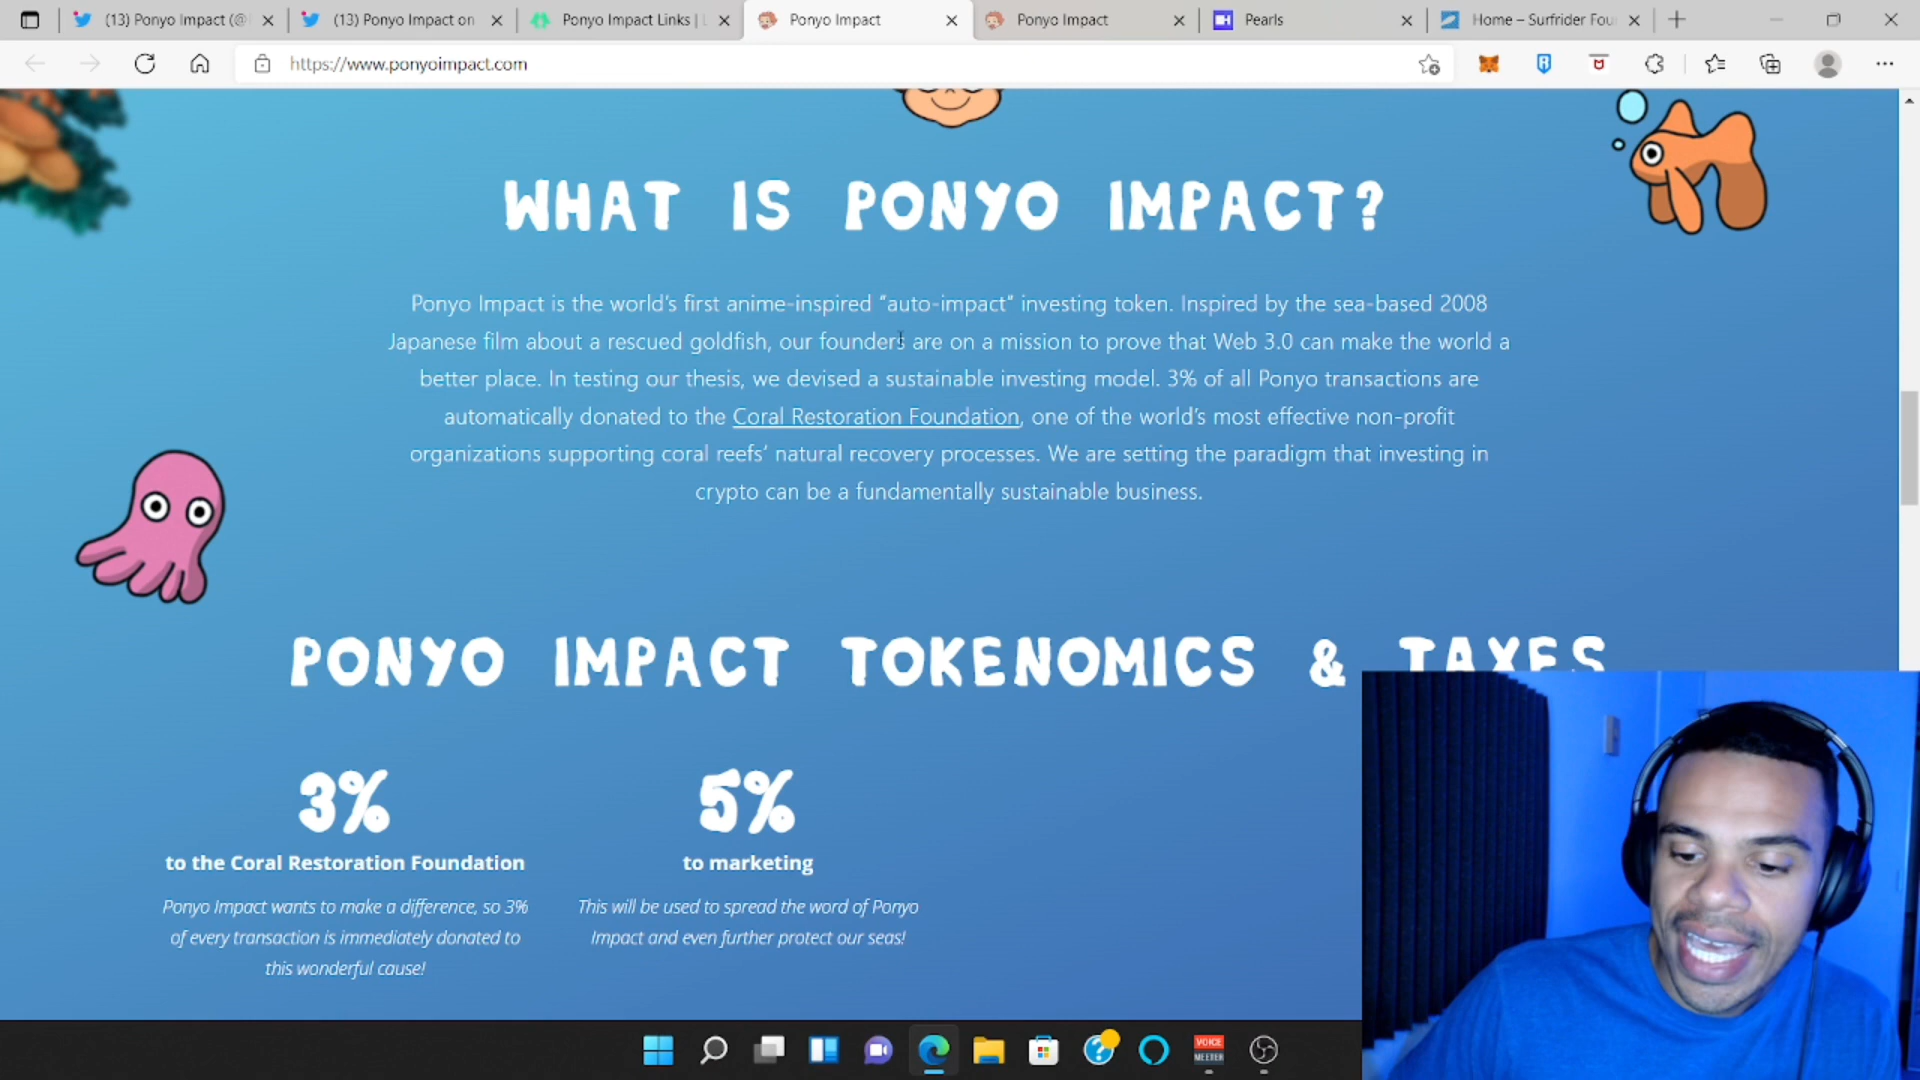 (13) Ponyo Impact (@
(13) Ponyo Impact on
Ponyo Impact Links |
Ponyo Impact
Ponyo Impact
Pearls
Home – Surfrider Fou
https://www.ponyoimpact.com
WHAT IS PONYO IMPACT?
Ponyo Impact is the world's first anime-inspired "auto-impact" investing token. Inspired by the sea-based 2008
Japanese film about a rescued goldfish, our founders are on a mission to prove that Web 3.0 can make the world a
better place. In testing our thesis, we devised a sustainable investing model. 3% of all Ponyo transactions are
automatically donated to the Coral Restoration Foundation, one of the world's most effective non-profit
organizations supporting coral reefs' natural recovery processes. We are setting the paradigm that investing in
crypto can be a fundamentally sustainable business.
PONYO IMPACT TOKENOMICS & TAXES
3%
to the Coral Restoration Foundation
Ponyo Impact wants to make a difference, so 3%
of every transaction is immediately donated to
this wonderful cause!
5%
to marketing
This will be used to spread the word of Ponyo
Impact and even further protect our seas!
VOICE
MEETER